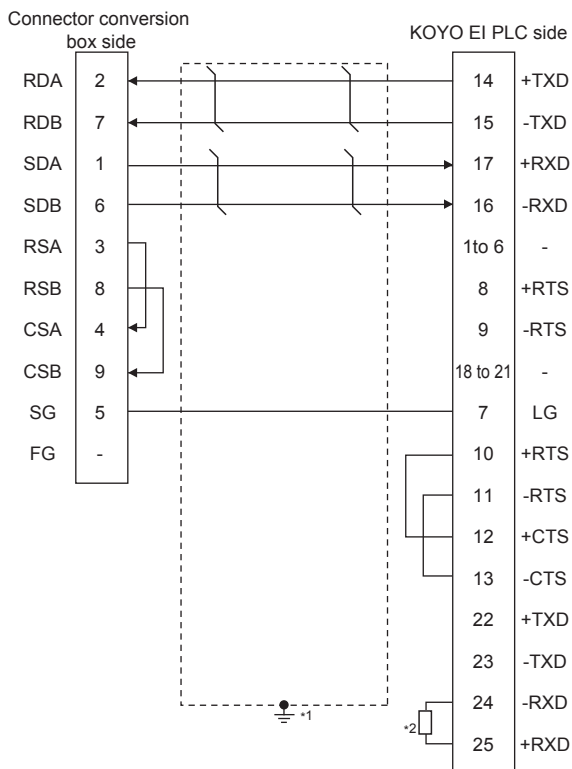 Connector conversion
box side
KOYO EI PLC side
RDA 2 14 +TXD
RDB 7 15 -TXD
SDA 1 17 +RXD
SDB 6 16 -RXD
RSA 3 1to 6 -
RSB 8 8 +RTS
CSA 4 9 -RTS
CSB 9 18 to 21 -
SG 5 7 LG
FG - 10 +RTS
11 -RTS
12 +CTS
13 -CTS
22 +TXD
23 -TXD
*1 24 -RXD
*2
25 +RXD